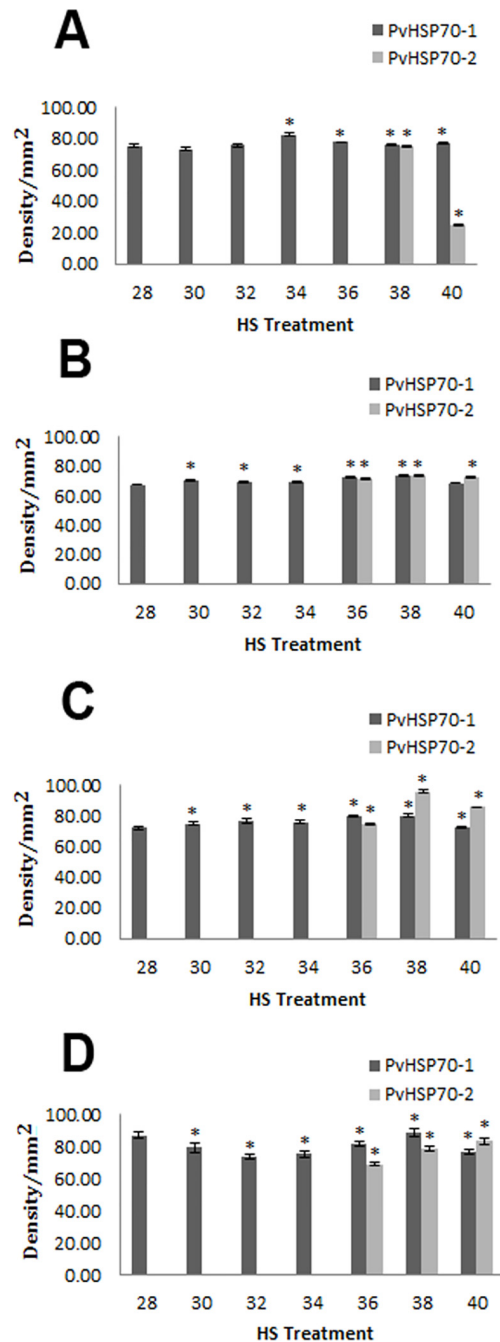 A
PvHSP70-1
PvHSP70-2
Density/mm2
100.00
80.00
60.00
40.00
20.00
0.00
* * * * * * *
28 30 32 34 36 38 40
HS Treatment
B
PvHSP70-1
PvHSP70-2
Density/mm2
100.00
80.00
60.00
40.00
20.00
0.00
* * * * * * * *
28 30 32 34 36 38 40
HS Treatment
C
PvHSP70-1
PvHSP70-2
Density/mm2
100.00
80.00
60.00
40.00
20.00
0.00
* * * * * * * * *
28 30 32 34 36 38 40
HS Treatment
D
PvHSP70-1
PvHSP70-2
Density/mm2
100.00
80.00
60.00
40.00
20.00
0.00
* * * * * * * * *
28 30 32 34 36 38 40
HS Treatment